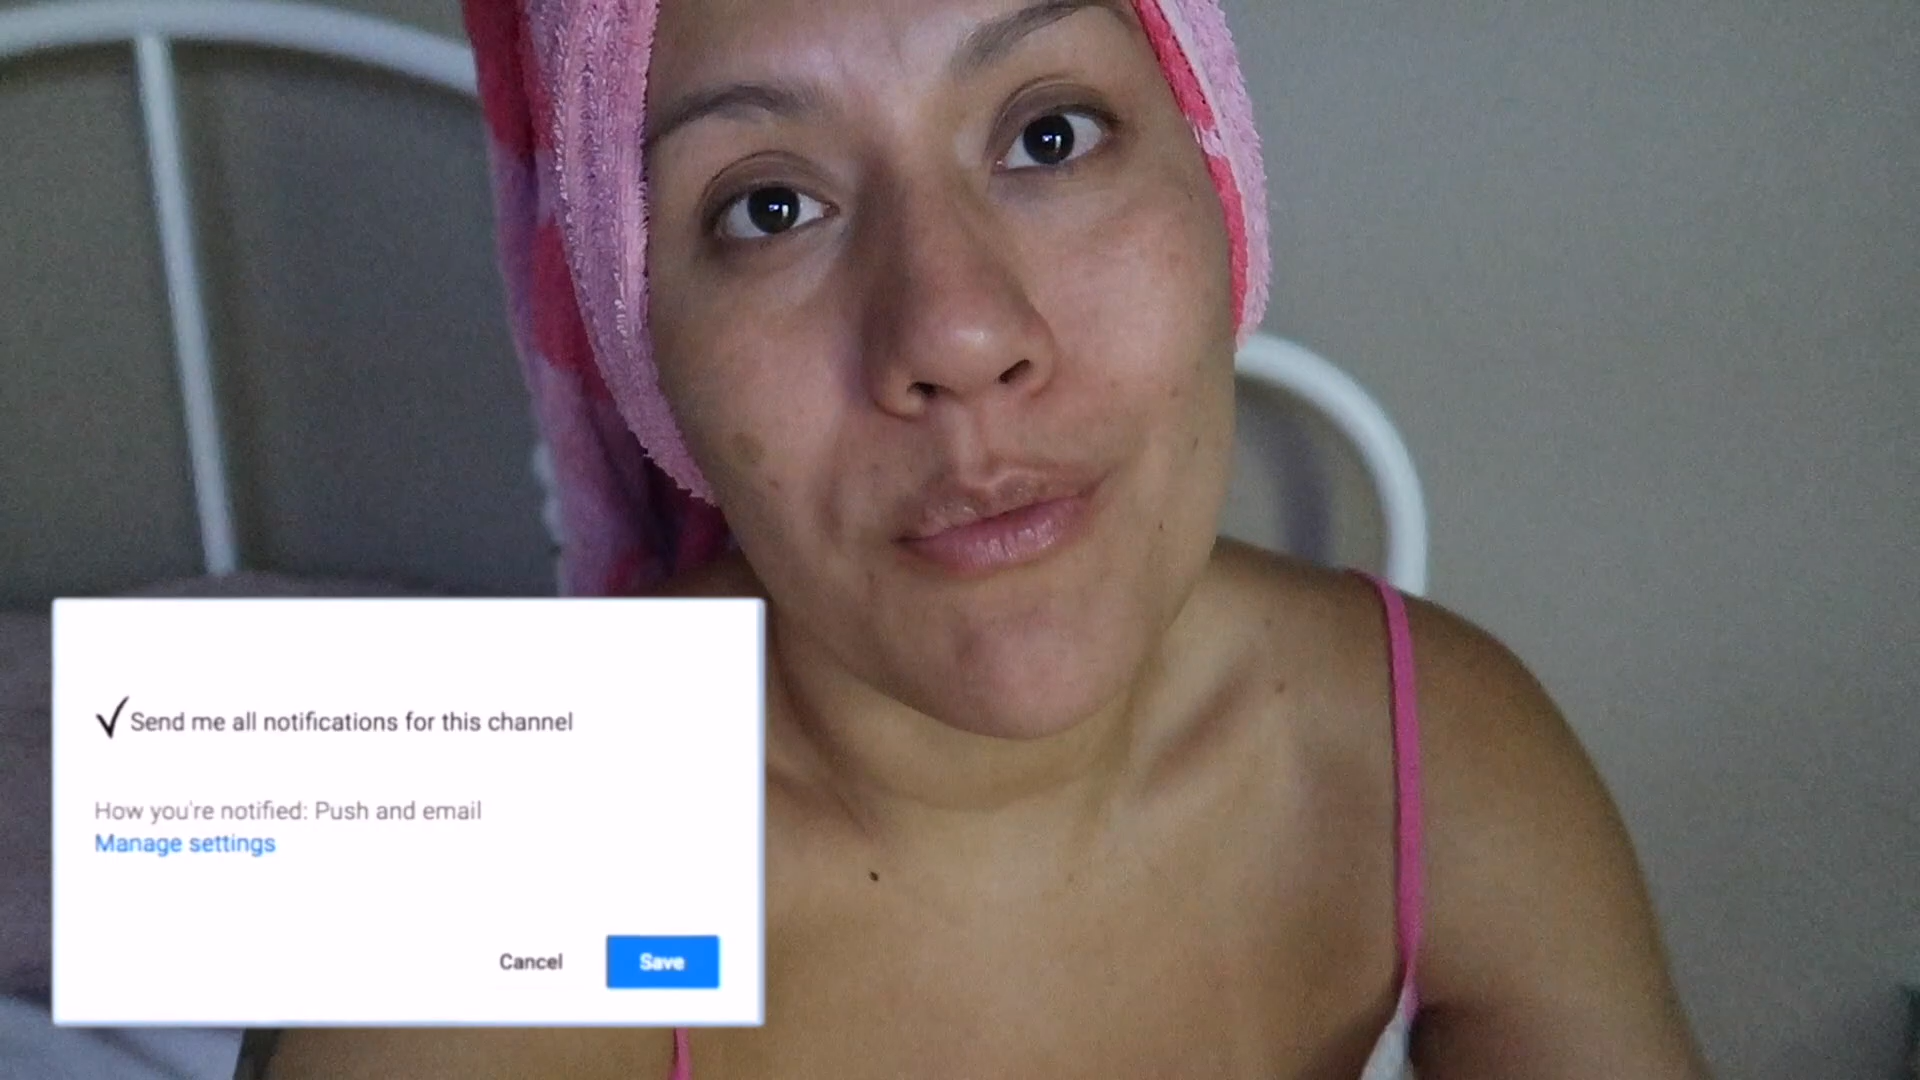 Send me all notifications for this channel
How you're notified: Push and email
Manage settings
Cancel
Save